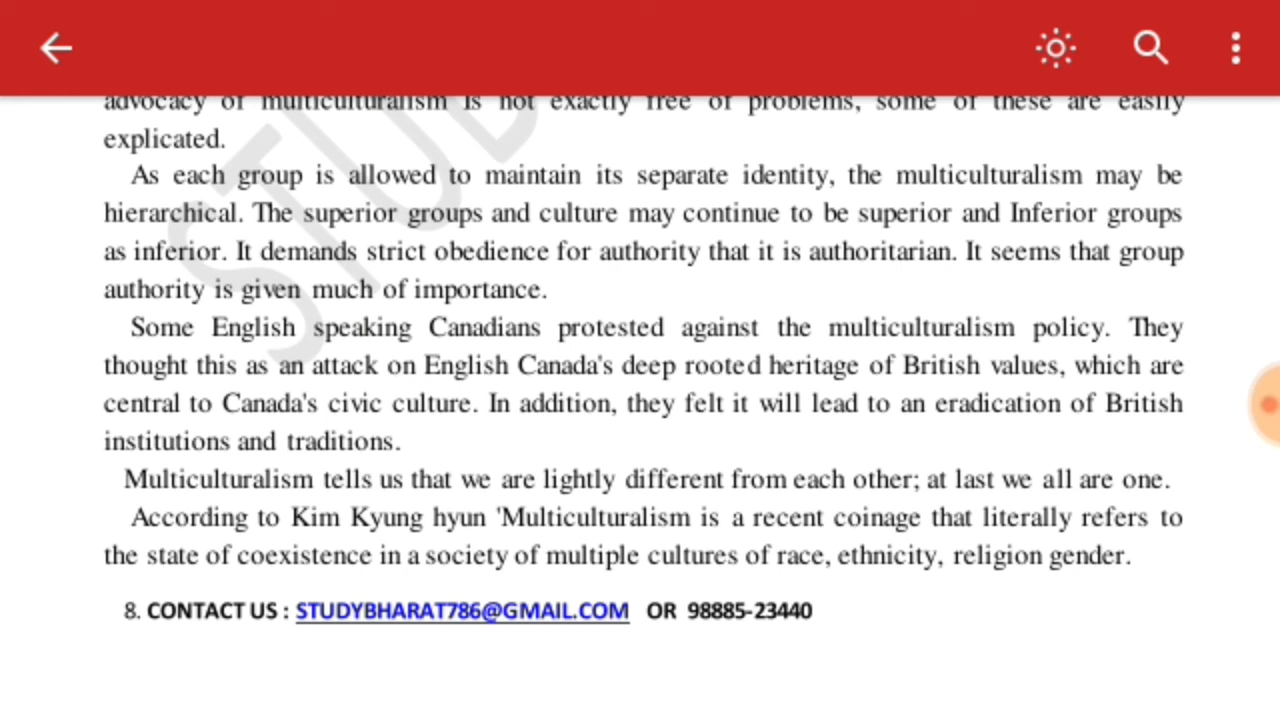 advocacy of multiculturalism is not exactly free of problems, some of these are easily
explicated.
As each group is allowed to maintain its separate identity, the multiculturalism may be
hierarchical. The superior groups and culture may continue to be superior and Inferior groups
as inferior. It demands strict obedience for authority that it is authoritarian. It seems that group
authority is given much of importance.
Some English speaking Canadians protested against the multiculturalism policy. They
thought this as an attack on English Canada's deep rooted heritage of British values, which are
central to Canada's civic culture. In addition, they felt it will lead to an eradication of British
institutions and traditions.
Multiculturalism tells us that we are lightly different from each other; at last we all are one.
According to Kim Kyung hyun 'Multiculturalism is a recent coinage that literally refers to
the state of coexistence in a society of multiple cultures of race, ethnicity, religion gender.
8. CONTACT US : STUDYBHARAT786@GMAIL.COM OR 98885-23440